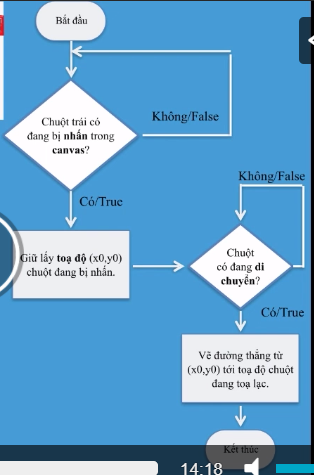 Bắt đầu
Chuột trái có
đang bị nhấn trong
canvas?
Không/False
Có/True
Giữ lấy toạ độ (x0,y0)
chuột đang bị nhấn.
Không/False
Chuột
có đang di
chuyển?
Có/True
Vẽ đường thẳng từ
(x0,y0) tới toạ độ chuột
đang toạ lạc.
Kết thúc
14:18